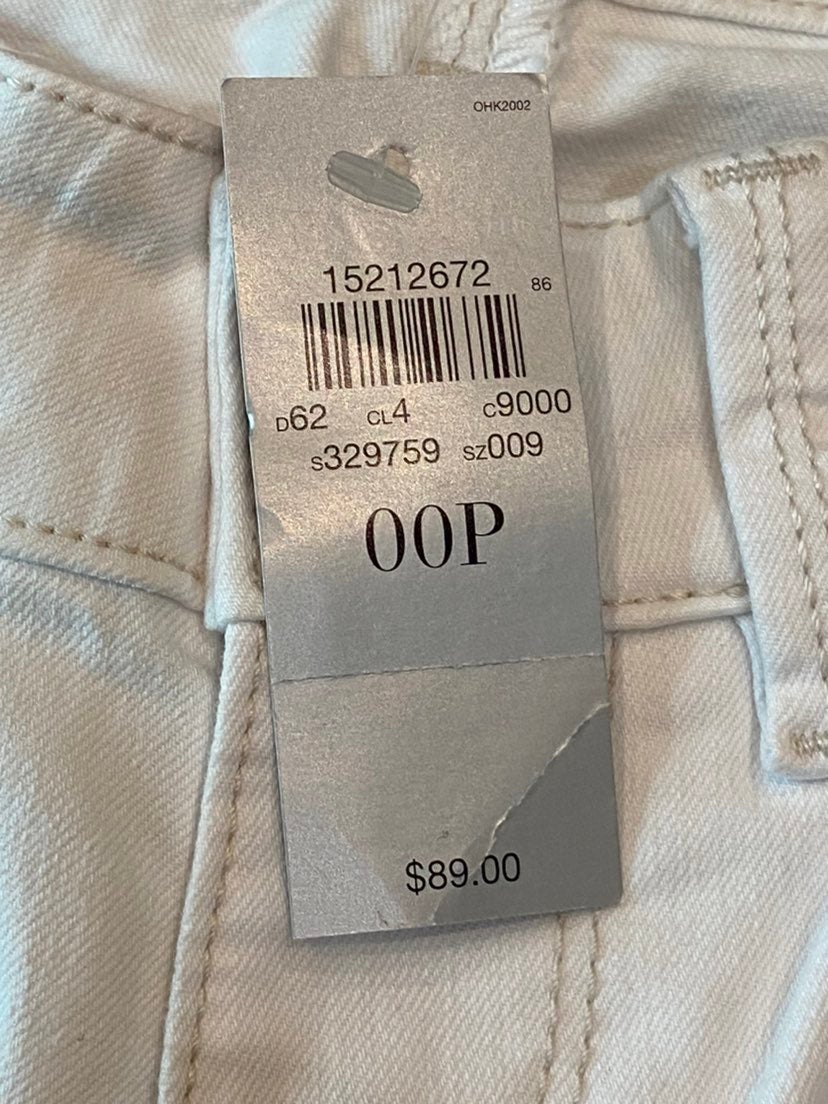 OHK2002
15212672 86
D62 CL4 C9000
S329759 SZ009
00P
$89.00